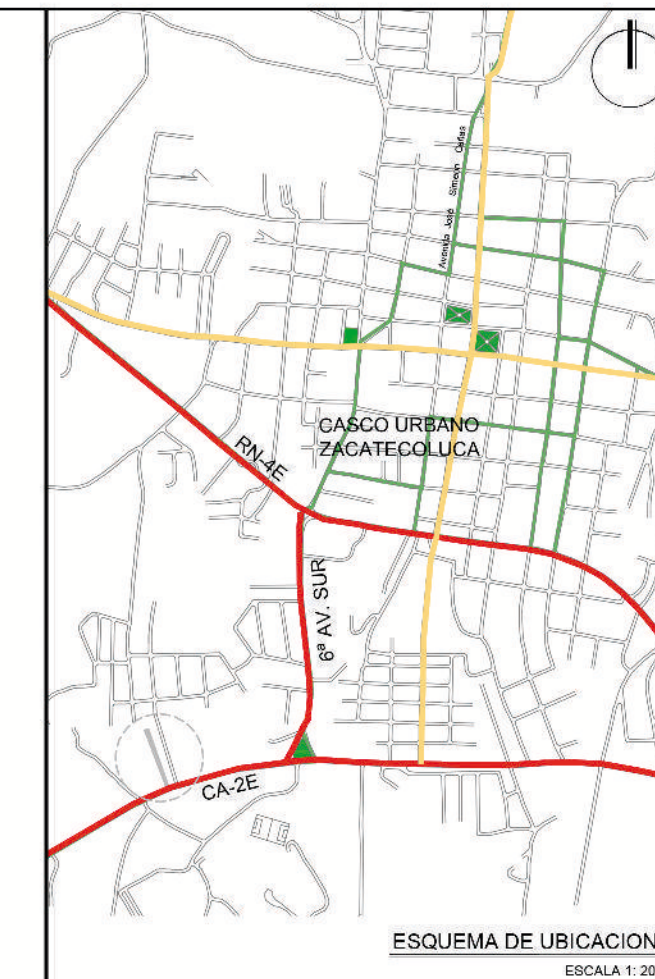 Avenida José Simeón Cañas
CASCO URBANO
ZACATECOLUCA
RN-4E
6ª AV. SUR
CA-2E
ESQUEMA DE UBICACION
ESCALA 1: 20